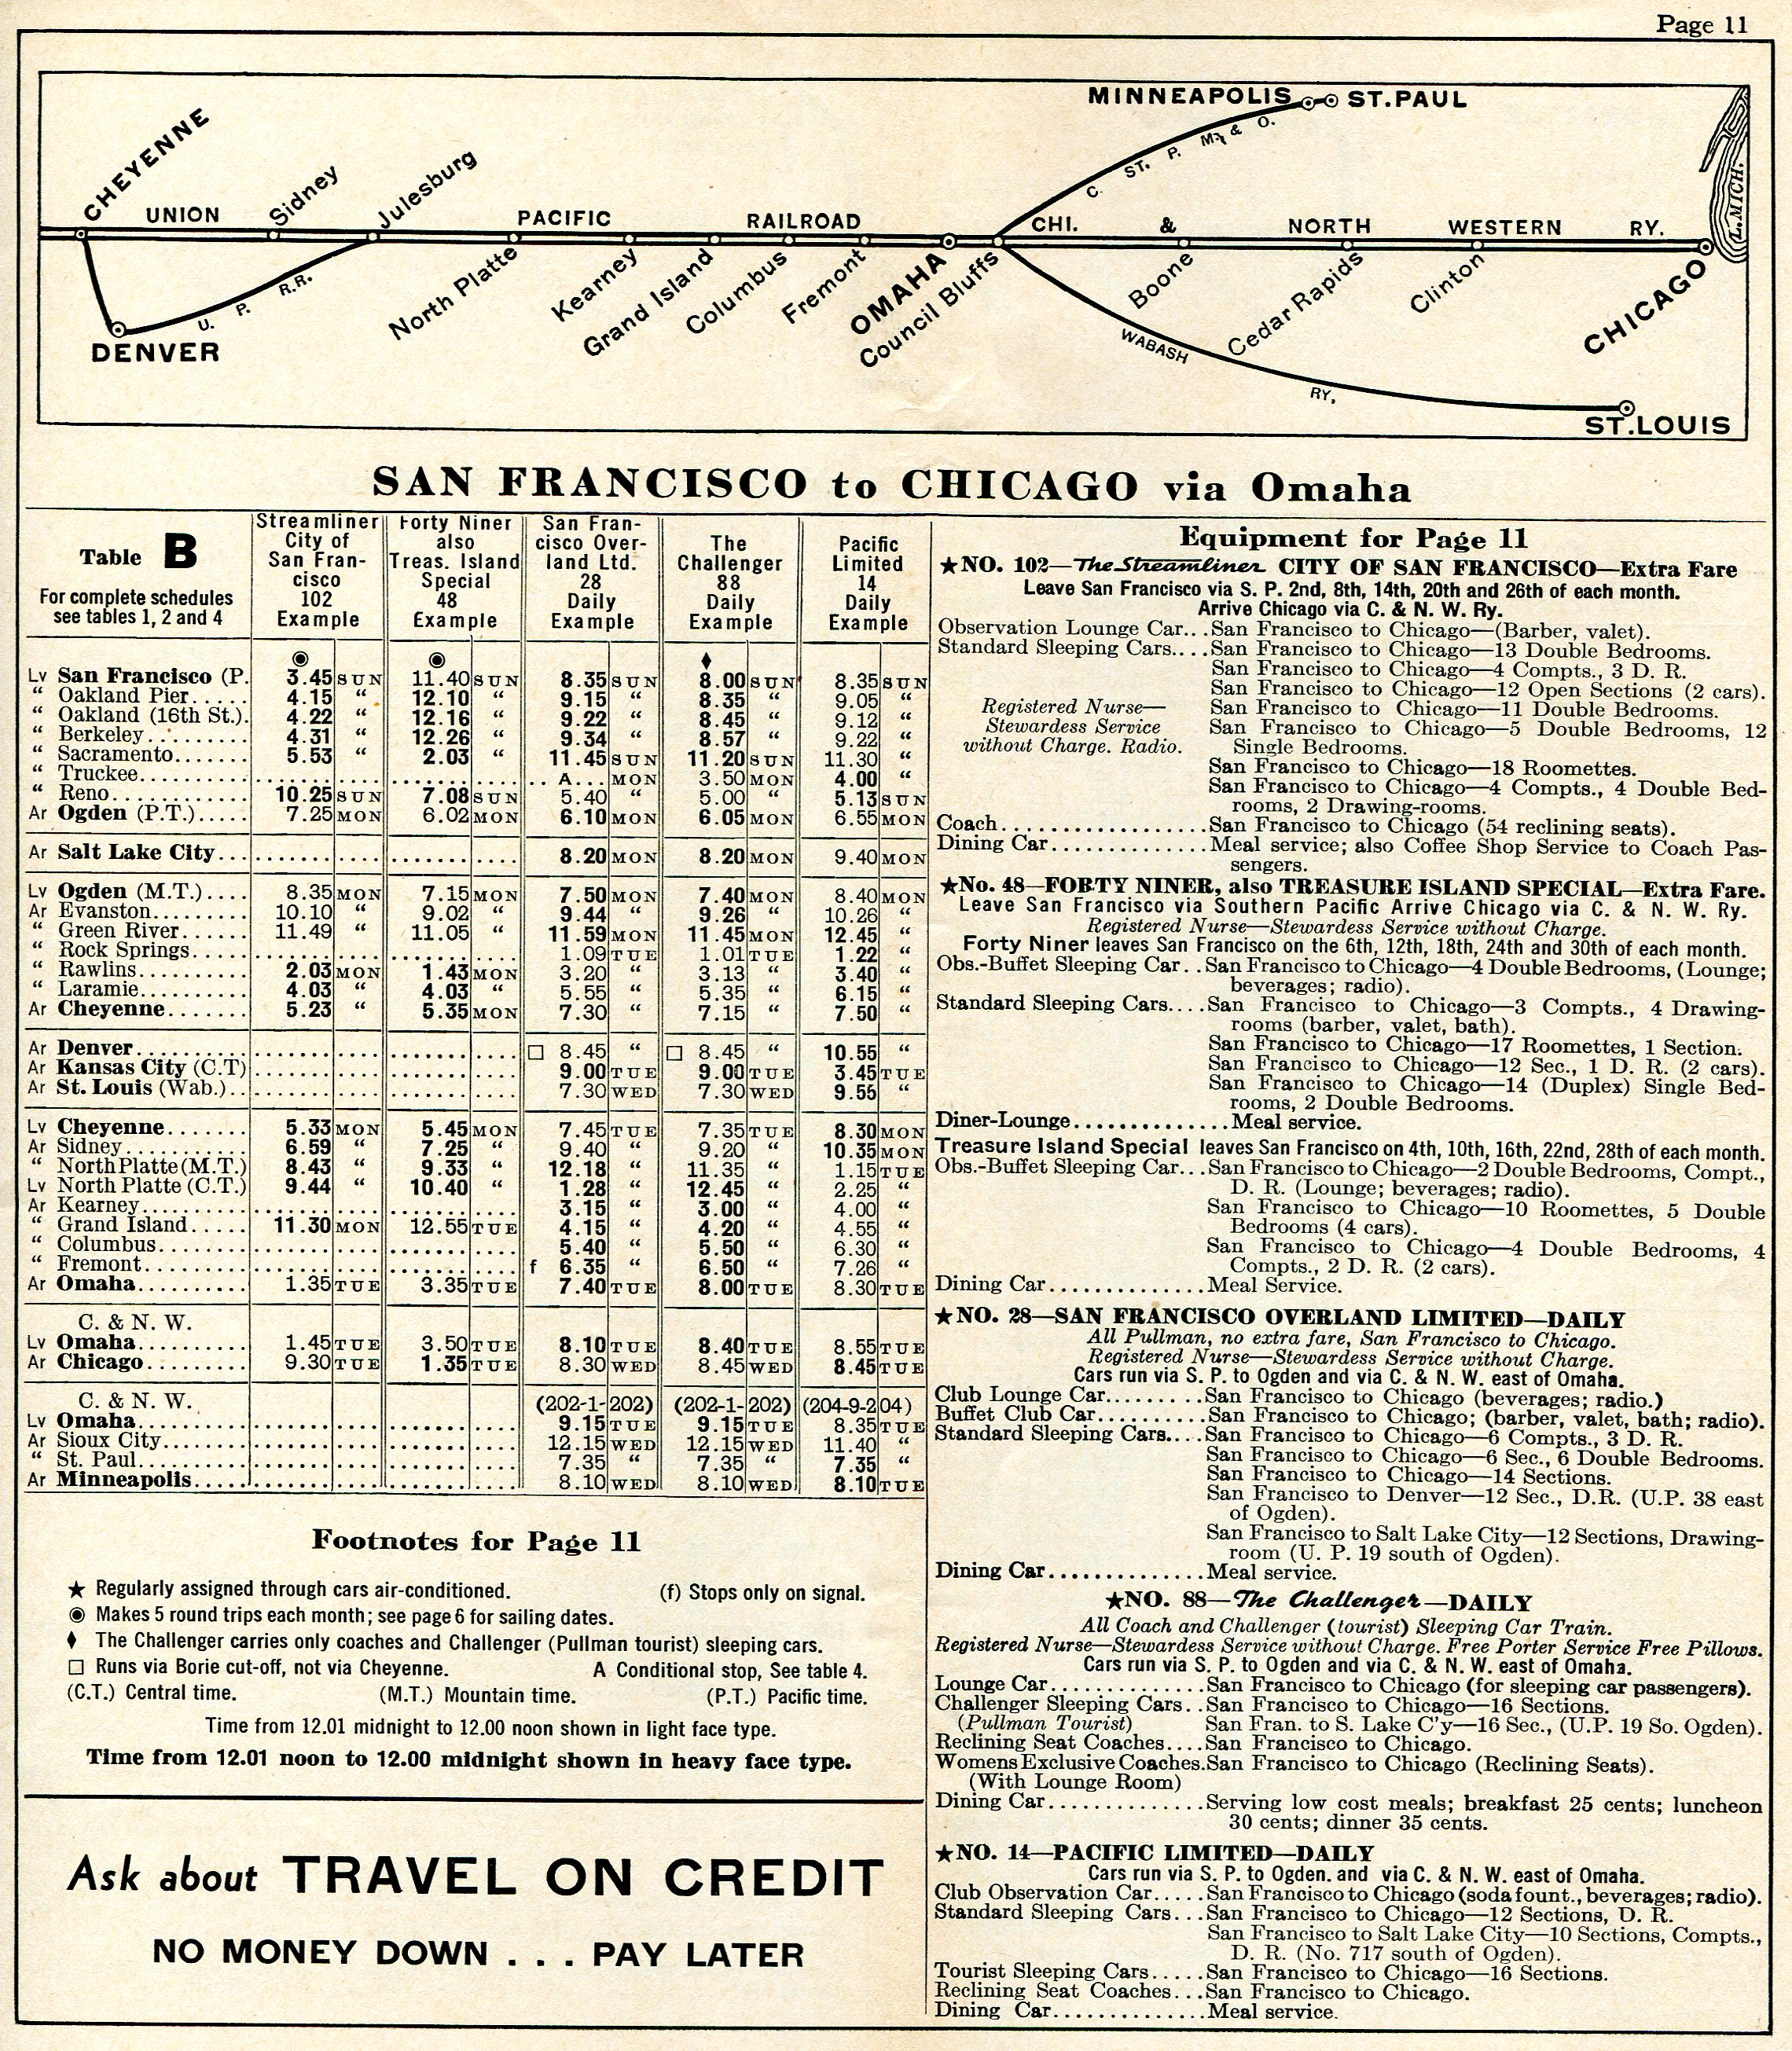 Page 11
MINNEAPOLIS ST.PAUL
C. ST. P. M. & O.
CHEYENNE
Sidney
Julesburg
UNION PACIFIC RAILROAD CHI. & NORTH WESTERN RY.
L. MICH.
North Platte
Kearney
Grand Island
Columbus
Fremont
OMAHA
Council Bluffs
Boone
Cedar Rapids
Clinton
CHICAGO
U. P. R.R.
DENVER
WABASH RY.
ST.LOUIS
SAN FRANCISCO to CHICAGO via Omaha
Table B
For complete schedules
see tables 1, 2 and 4
Streamliner
City of
San Fran-
cisco
102
Example
Forty Niner
also
Treas. Island
Special
48
Example
San Fran-
cisco Over-
land Ltd.
28
Daily
Example
The
Challenger
88
Daily
Example
Pacific
Limited
14
Daily
Example
◉ ◉ ♦
Lv San Francisco (P. 3.45 SUN 11.40 SUN 8.35 SUN 8.00 SUN 8.35 SUN
“ Oakland Pier..... 4.15 “ 12.10 “ 9.15 “ 8.35 “ 9.05 “
“ Oakland (16th St.). 4.22 “ 12.16 “ 9.22 “ 8.45 “ 9.12 “
“ Berkeley......... 4.31 “ 12.26 “ 9.34 “ 8.57 “ 9.22 “
“ Sacramento....... 5.53 “ 2.03 “ 11.45 SUN 11.20 SUN 11.30 “
“ Truckee.......... ........ ........ .. A... MON 3.50 MON 4.00 “
“ Reno............ 10.25 SUN 7.08 SUN 5.40 “ 5.00 “ 5.13 SUN
Ar Ogden (P.T.)..... 7.25 MON 6.02 MON 6.10 MON 6.05 MON 6.55 MON
Ar Salt Lake City... ........ ........ 8.20 MON 8.20 MON 9.40 MON
Lv Ogden (M.T.).... 8.35 MON 7.15 MON 7.50 MON 7.40 MON 8.40 MON
Ar Evanston......... 10.10 “ 9.02 “ 9.44 “ 9.26 “ 10.26 “
“ Green River...... 11.49 “ 11.05 “ 11.59 MON 11.45 MON 12.45 “
“ Rock Springs..... ........ ........ 1.09 TUE 1.01 TUE 1.22 “
“ Rawlins.......... 2.03 MON 1.43 MON 3.20 “ 3.13 “ 3.40 “
“ Laramie.......... 4.03 “ 4.03 “ 5.55 “ 5.35 “ 6.15 “
Ar Cheyenne....... 5.23 “ 5.35 MON 7.30 “ 7.15 “ 7.50 “
Ar Denver.......... ........ ........ □ 8.45 “ □ 8.45 “ 10.55 “
Ar Kansas City (C.T) ........ ........ 9.00 TUE 9.00 TUE 3.45 TUE
Ar St. Louis (Wab.).. ........ ........ 7.30 WED 7.30 WED 9.55 “
Lv Cheyenne....... 5.33 MON 5.45 MON 7.45 TUE 7.35 TUE 8.30 MON
Ar Sidney........... 6.59 “ 7.25 “ 9.40 “ 9.20 “ 10.35 MON
“ North Platte (M.T.) 8.43 “ 9.33 “ 12.18 “ 11.35 “ 1.15 TUE
Lv North Platte (C.T.) 9.44 “ 10.40 “ 1.28 “ 12.45 “ 2.25 “
Ar Kearney.......... ........ ........ 3.15 “ 3.00 “ 4.00 “
“ Grand Island..... 11.30 MON 12.55 TUE 4.15 “ 4.20 “ 4.55 “
“ Columbus........ ........ ........ 5.40 “ 5.50 “ 6.30 “
“ Fremont......... ........ ........ f 6.35 “ 6.50 “ 7.26 “
Ar Omaha.......... 1.35 TUE 3.35 TUE 7.40 TUE 8.00 TUE 8.30 TUE
C. & N. W.
Lv Omaha.......... 1.45 TUE 3.50 TUE 8.10 TUE 8.40 TUE 8.55 TUE
Ar Chicago......... 9.30 TUE 1.35 TUE 8.30 WED 8.45 WED 8.45 TUE
C. & N. W. (202-1-202) (202-1-202) (204-9-204)
Lv Omaha.......... ........ ........ 9.15 TUE 9.15 TUE 8.35 TUE
Ar Sioux City....... ........ ........ 12.15 WED 12.15 WED 11.40 “
“ St. Paul.......... ........ ........ 7.35 “ 7.35 “ 7.35 “
Ar Minneapolis..... ........ ........ 8.10 WED 8.10 WED 8.10 TUE
Footnotes for Page 11
★ Regularly assigned through cars air-conditioned. (f) Stops only on signal.
◉ Makes 5 round trips each month; see page 6 for sailing dates.
♦ The Challenger carries only coaches and Challenger (Pullman tourist) sleeping cars.
□ Runs via Borie cut-off, not via Cheyenne. A Conditional stop, See table 4.
(C.T.) Central time. (M.T.) Mountain time. (P.T.) Pacific time.
Time from 12.01 midnight to 12.00 noon shown in light face type.
Time from 12.01 noon to 12.00 midnight shown in heavy face type.
Ask about TRAVEL ON CREDIT
NO MONEY DOWN . . . PAY LATER
Equipment for Page 11
★NO. 102—The Streamliner CITY OF SAN FRANCISCO—Extra Fare
Leave San Francisco via S. P. 2nd, 8th, 14th, 20th and 26th of each month.
Arrive Chicago via C. & N. W. Ry.
Observation Lounge Car...San Francisco to Chicago—(Barber, valet).
Standard Sleeping Cars....San Francisco to Chicago—13 Double Bedrooms.
San Francisco to Chicago—4 Compts., 3 D. R.
San Francisco to Chicago—12 Open Sections (2 cars).
Registered Nurse— San Francisco to Chicago—11 Double Bedrooms.
Stewardess Service San Francisco to Chicago—5 Double Bedrooms, 12
without Charge. Radio. Single Bedrooms.
San Francisco to Chicago—18 Roomettes.
San Francisco to Chicago—4 Compts., 4 Double Bed-
rooms, 2 Drawing-rooms.
Coach..................San Francisco to Chicago (54 reclining seats).
Dining Car..............Meal service; also Coffee Shop Service to Coach Pas-
sengers.
★No. 48—FORTY NINER, also TREASURE ISLAND SPECIAL—Extra Fare.
Leave San Francisco via Southern Pacific Arrive Chicago via C. & N. W. Ry.
Registered Nurse—Stewardess Service without Charge.
Forty Niner leaves San Francisco on the 6th, 12th, 18th, 24th and 30th of each month.
Obs.-Buffet Sleeping Car..San Francisco to Chicago—4 Double Bedrooms, (Lounge;
beverages; radio).
Standard Sleeping Cars....San Francisco to Chicago—3 Compts., 4 Drawing-
rooms (barber, valet, bath).
San Francisco to Chicago—17 Roomettes, 1 Section.
San Francisco to Chicago—12 Sec., 1 D. R. (2 cars).
San Francisco to Chicago—14 (Duplex) Single Bed-
rooms, 2 Double Bedrooms.
Diner-Lounge..............Meal service.
Treasure Island Special leaves San Francisco on 4th, 10th, 16th, 22nd, 28th of each month.
Obs.-Buffet Sleeping Car...San Francisco to Chicago—2 Double Bedrooms, Compt.,
D. R. (Lounge; beverages; radio).
San Francisco to Chicago—10 Roomettes, 5 Double
Bedrooms (4 cars).
San Francisco to Chicago—4 Double Bedrooms, 4
Compts., 2 D. R. (2 cars).
Dining Car..............Meal Service.
★NO. 28—SAN FRANCISCO OVERLAND LIMITED—DAILY
All Pullman, no extra fare, San Francisco to Chicago.
Registered Nurse—Stewardess Service without Charge.
Cars run via S. P. to Ogden and via C. & N. W. east of Omaha.
Club Lounge Car.........San Francisco to Chicago (beverages; radio.)
Buffet Club Car..........San Francisco to Chicago; (barber, valet, bath; radio).
Standard Sleeping Cars....San Francisco to Chicago—6 Compts., 3 D. R.
San Francisco to Chicago—6 Sec., 6 Double Bedrooms.
San Francisco to Chicago—14 Sections.
San Francisco to Denver—12 Sec., D.R. (U.P. 38 east
of Ogden).
San Francisco to Salt Lake City—12 Sections, Drawing-
room (U. P. 19 south of Ogden).
Dining Car..............Meal service.
★NO. 88—The Challenger—DAILY
All Coach and Challenger (tourist) Sleeping Car Train.
Registered Nurse—Stewardess Service without Charge. Free Porter Service Free Pillows.
Cars run via S. P. to Ogden and via C. & N. W. east of Omaha.
Lounge Car..............San Francisco to Chicago (for sleeping car passengers).
Challenger Sleeping Cars..San Francisco to Chicago—16 Sections.
(Pullman Tourist) San Fran. to S. Lake C'y—16 Sec., (U.P. 19 So. Ogden).
Reclining Seat Coaches....San Francisco to Chicago.
Womens Exclusive Coaches.San Francisco to Chicago (Reclining Seats).
(With Lounge Room)
Dining Car..............Serving low cost meals; breakfast 25 cents; luncheon
30 cents; dinner 35 cents.
★NO. 14—PACIFIC LIMITED—DAILY
Cars run via S. P. to Ogden. and via C. & N. W. east of Omaha.
Club Observation Car.....San Francisco to Chicago (soda fount., beverages; radio).
Standard Sleeping Cars...San Francisco to Chicago—12 Sections, D. R.
San Francisco to Salt Lake City—10 Sections, Compts.,
D. R. (No. 717 south of Ogden).
Tourist Sleeping Cars.....San Francisco to Chicago—16 Sections.
Reclining Seat Coaches...San Francisco to Chicago.
Dining Car..............Meal service.